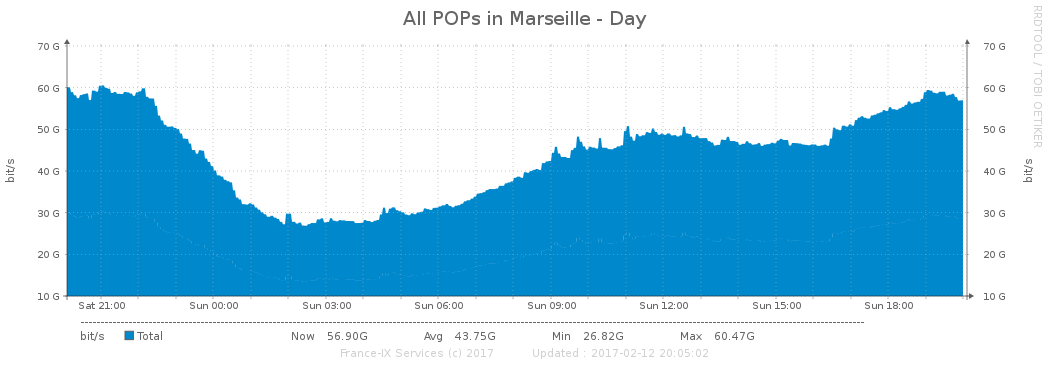 All POPs in Marseille - Day
RRDTOOL / TOBI OETIKER
70 G 70 G
60 G 60 G
50 G 50 G
40 G 40 G
30 G 30 G
20 G 20 G
10 G 10 G
bit/s
bit/s
Sat 21:00 Sun 00:00 Sun 03:00 Sun 06:00 Sun 09:00 Sun 12:00 Sun 15:00 Sun 18:00
bit/s Total Now 56.90G Avg 43.75G Min 26.82G Max 60.47G
France-IX Services (c) 2017 Updated : 2017-02-12 20:05:02